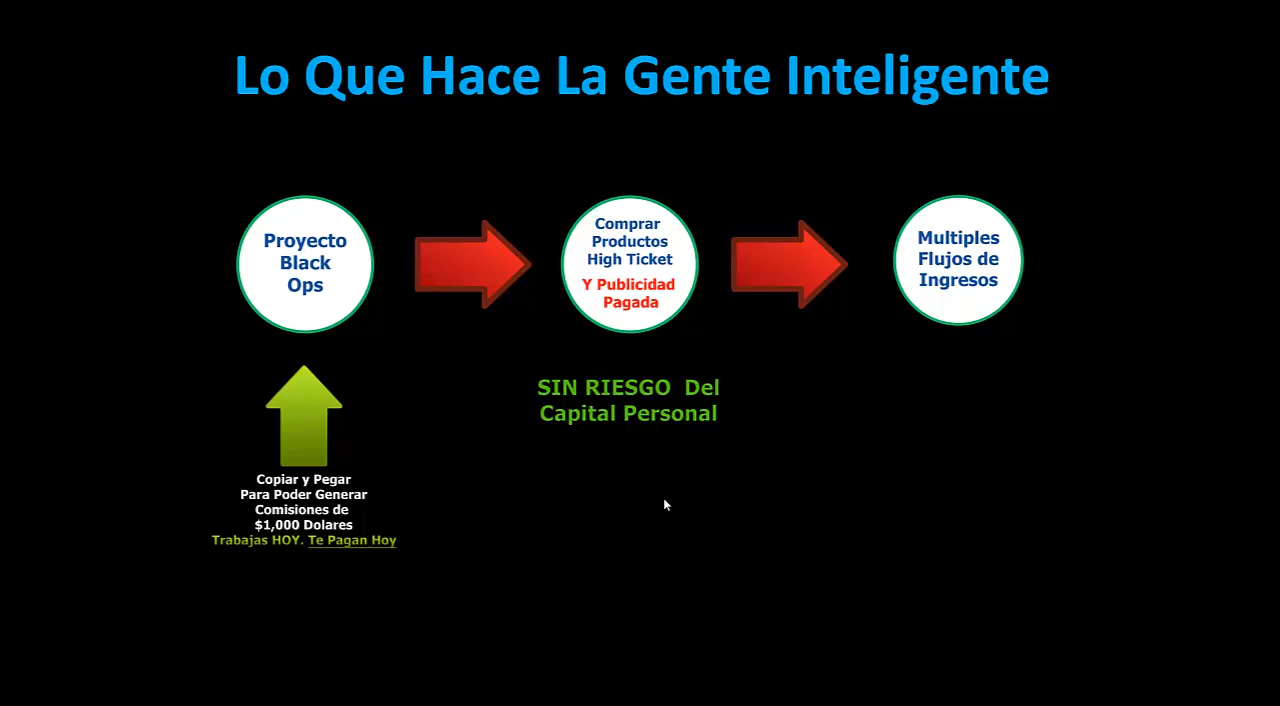 Lo Que Hace La Gente Inteligente
Proyecto
Black
Ops
Comprar
Productos
High Ticket
Y Publicidad
Pagada
Multiples
Flujos de
Ingresos
SIN RIESGO Del
Capital Personal
Copiar y Pegar
Para Poder Generar
Comisiones de
$1,000 Dolares
Trabajas HOY. Te Pagan Hoy